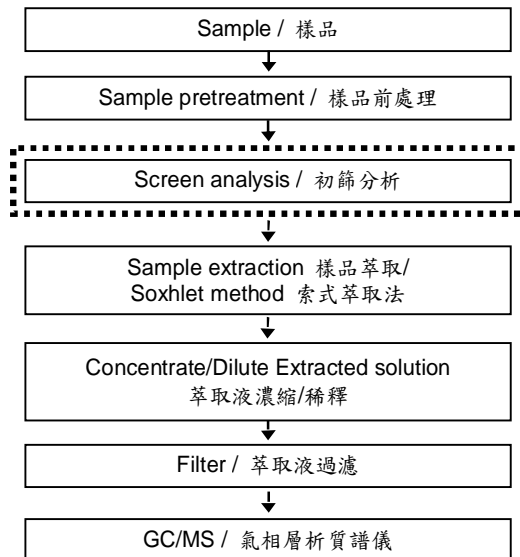 Sample / 樣品
Sample pretreatment / 樣品前處理
Screen analysis / 初篩分析
Sample extraction 樣品萃取/
Soxhlet method 索式萃取法
Concentrate/Dilute Extracted solution
萃取液濃縮/稀釋
Filter / 萃取液過濾
GC/MS / 氣相層析質譜儀